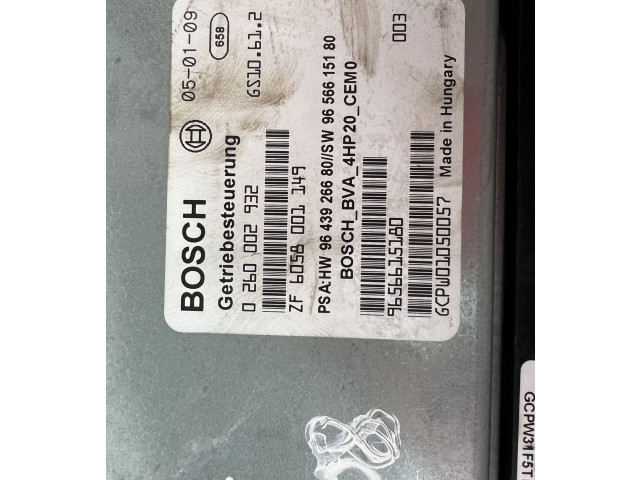 BOSCH
05-01-09
Getriebesteuerung
658
0 260 002 932
GS10.61.2
ZF 6058 001 149
PSA:HW 96 439 266 80//SW 96 566 151 80
BOSCH_BVA_4HP20_CEM0
003
9656615180
GCPW01050057
Made in Hungary
GCPW31F5T